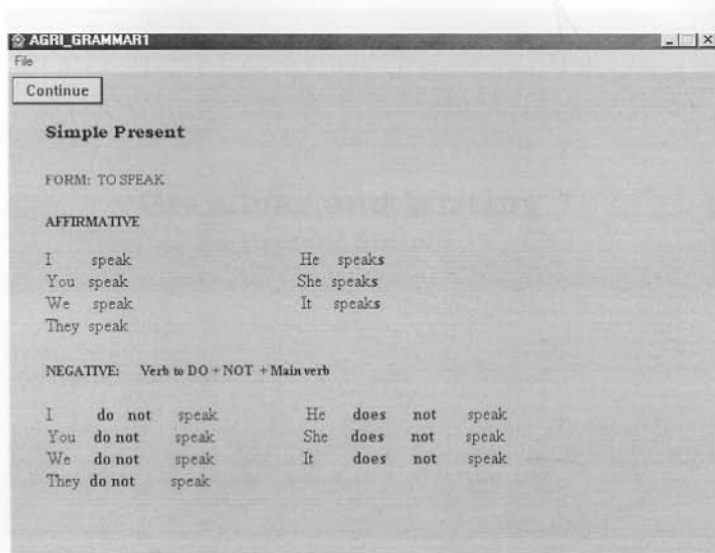 AGRI_GRAMMAR1
File
Continue
Simple Present
FORM: TO SPEAK
AFFIRMATIVE
I speak He speaks
You speak She speaks
We speak It speaks
They speak
NEGATIVE: Verb to DO + NOT + Main verb
I do not speak He does not speak
You do not speak She does not speak
We do not speak It does not speak
They do not speak